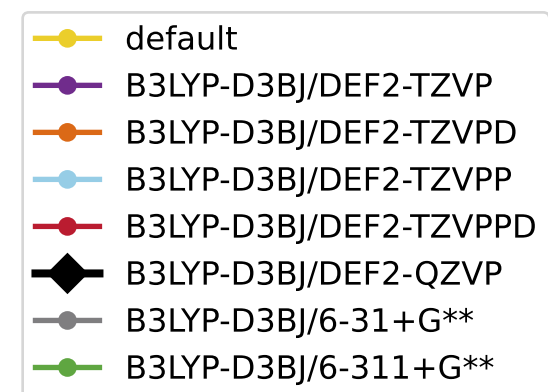 default
B3LYP-D3BJ/DEF2-TZVP
B3LYP-D3BJ/DEF2-TZVPD
B3LYP-D3BJ/DEF2-TZVPP
B3LYP-D3BJ/DEF2-TZVPPD
B3LYP-D3BJ/DEF2-QZVP
B3LYP-D3BJ/6-31+G**
B3LYP-D3BJ/6-311+G**